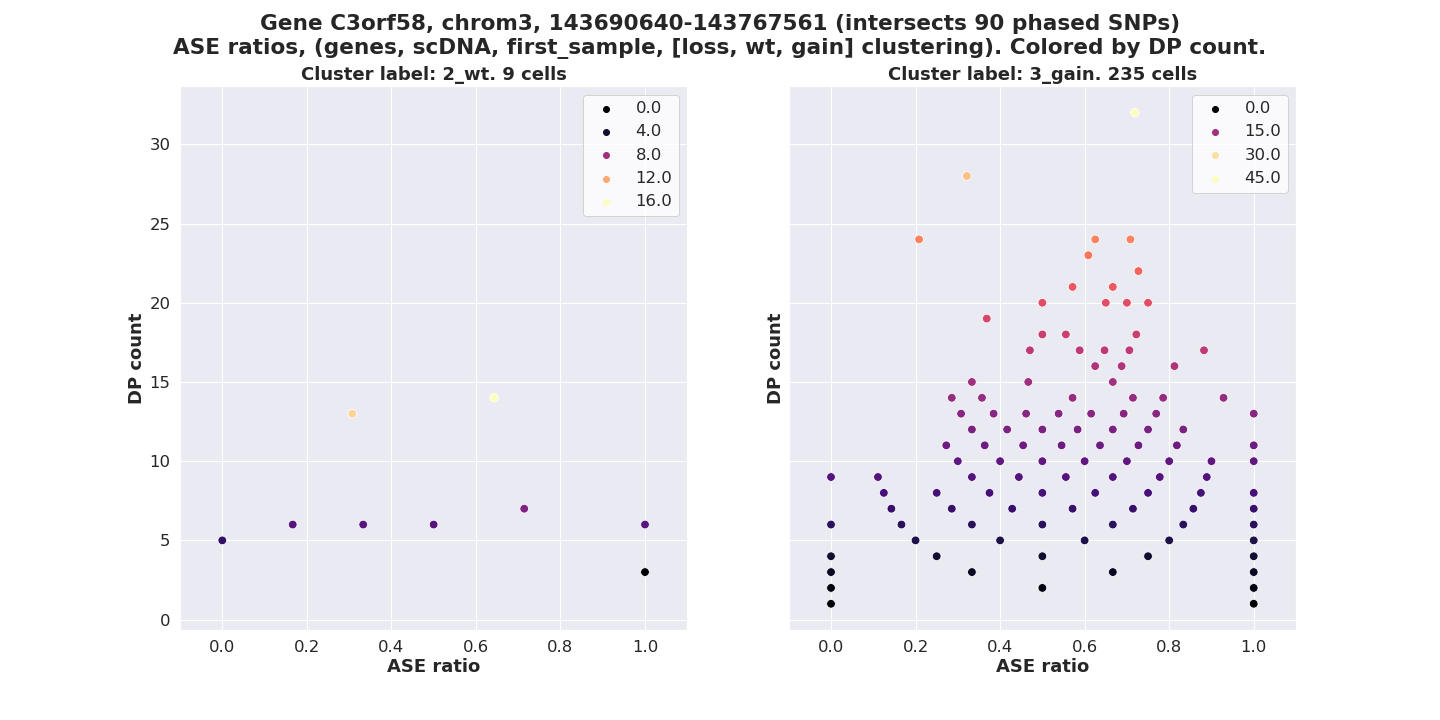 Gene C3orf58, chrom3, 143690640-143767561 (intersects 90 phased SNPs)
ASE ratios, (genes, scDNA, first_sample, [loss, wt, gain] clustering). Colored by DP count.
Cluster label: 2_wt. 9 cells
0.0
4.0
8.0
12.0
16.0
30
25
20
15
10
5
0
DP count
0.0 0.2 0.4 0.6 0.8 1.0
ASE ratio
Cluster label: 3_gain. 235 cells
0.0
15.0
30.0
45.0
DP count
0.0 0.2 0.4 0.6 0.8 1.0
ASE ratio